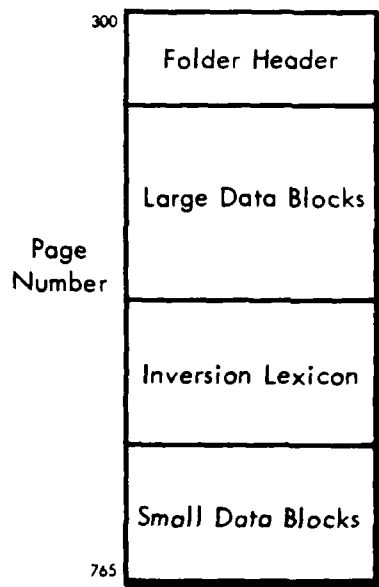 300
Folder Header
Large Data Blocks
Page
Number
Inversion Lexicon
Small Data Blocks
765